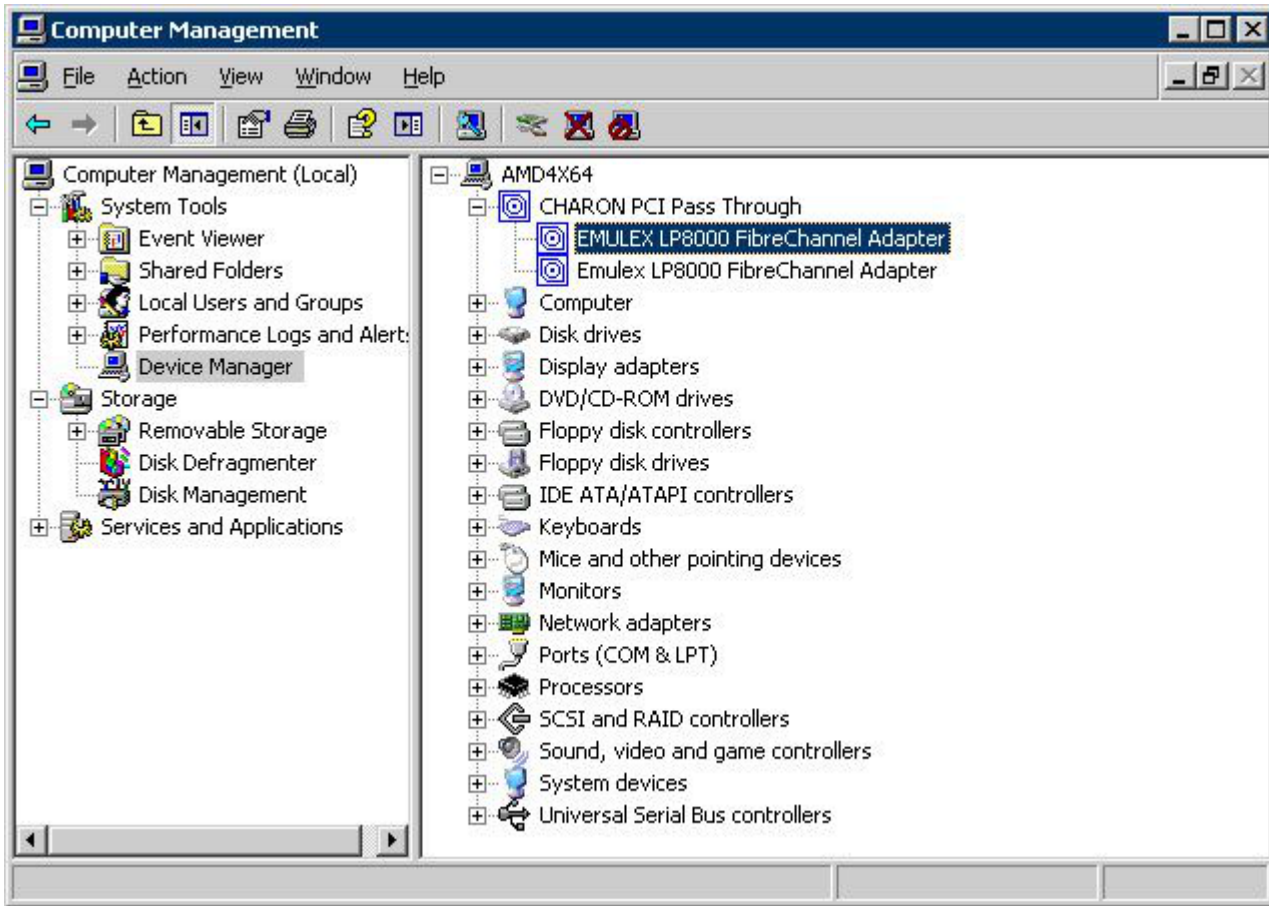 Computer Management
File Action View Window Help
Computer Management (Local)
System Tools
Event Viewer
Shared Folders
Local Users and Groups
Performance Logs and Alert
Device Manager
Storage
Removable Storage
Disk Defragmenter
Disk Management
Services and Applications
AMD4X64
CHARON PCI Pass Through
EMULEX LP8000 FibreChannel Adapter
Emulex LP8000 FibreChannel Adapter
Computer
Disk drives
Display adapters
DVD/CD-ROM drives
Floppy disk controllers
Floppy disk drives
IDE ATA/ATAPI controllers
Keyboards
Mice and other pointing devices
Monitors
Network adapters
Ports (COM & LPT)
Processors
SCSI and RAID controllers
Sound, video and game controllers
System devices
Universal Serial Bus controllers